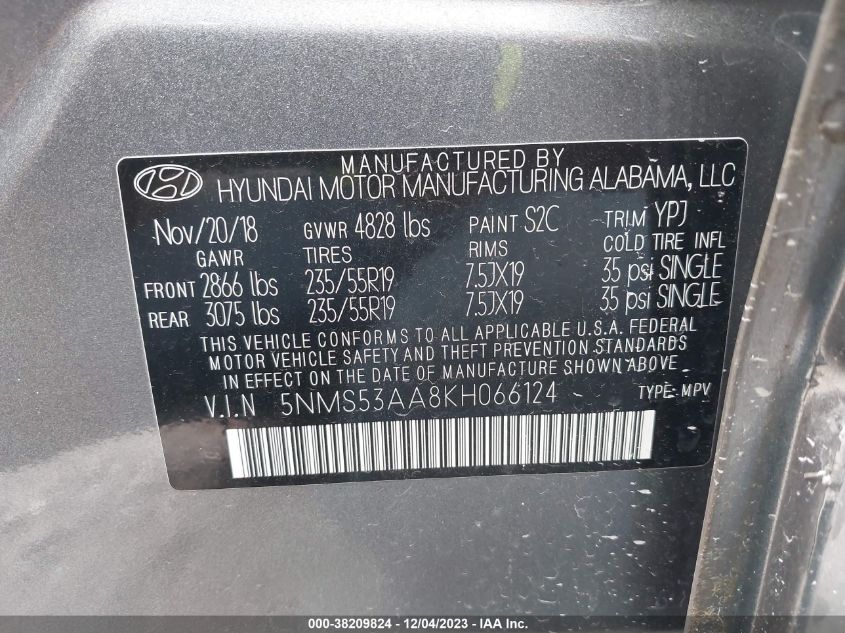 MANUFACTURED BY
HYUNDAI MOTOR MANUFACTURING ALABAMA, LLC
Nov/20/18 GVWR 4828 lbs PAINT S2C TRIM YPJ
GAWR TIRES RIMS COLD TIRE INFL
FRONT 2866 lbs 235/55R19 7.5JX19 35 psi SINGLE
REAR 3075 lbs 235/55R19 7.5JX19 35 psi SINGLE
THIS VEHICLE CONFORMS TO ALL APPLICABLE U.S.A. FEDERAL
MOTOR VEHICLE SAFETY AND THEFT PREVENTION STANDARDS
IN EFFECT ON THE DATE OF MANUFACTURE SHOWN ABOVE
V.I.N 5NMS53AA8KH066124 TYPE: MPV
000-38209824 - 12/04/2023 - © IAA, Inc.